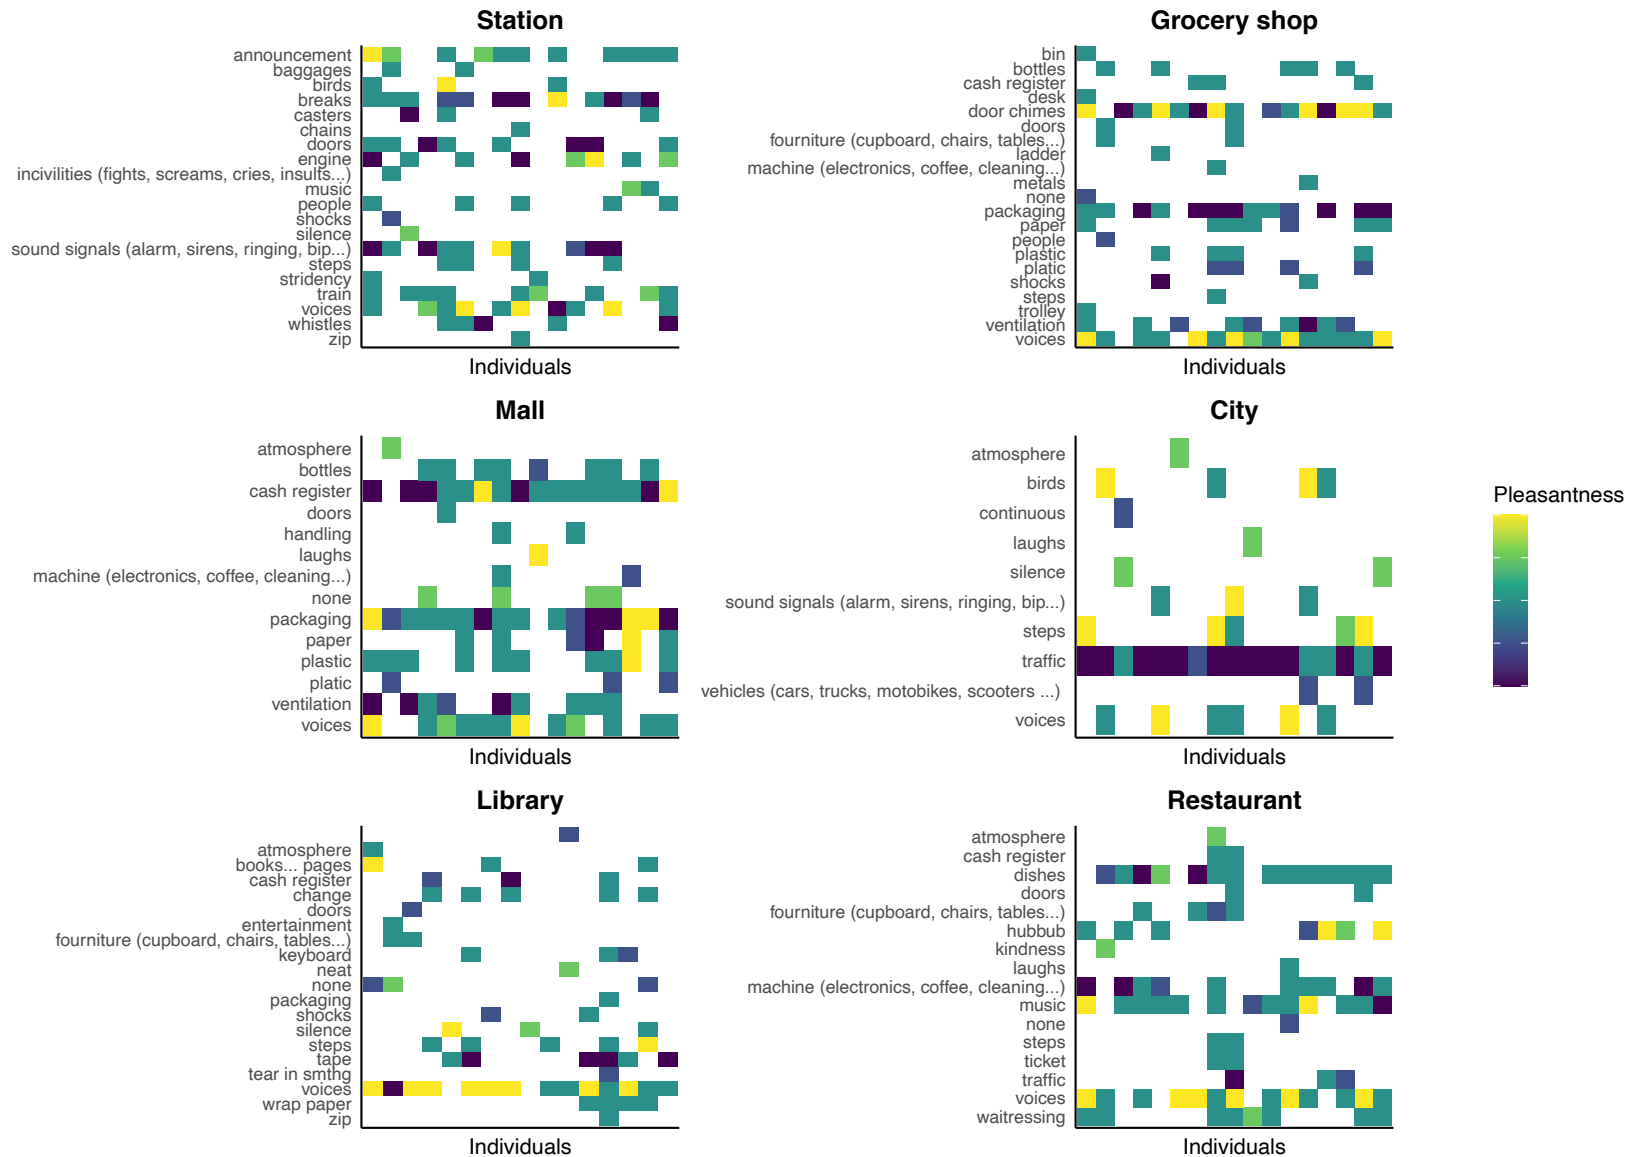 Station
announcement
baggages
birds
breaks
casters
chains
doors
engine
incivilities (fights, screams, cries, insults...)
music
people
shocks
silence
sound signals (alarm, sirens, ringing, bip...)
steps
stridency
train
voices
whistles
zip
Individuals
Grocery shop
bin
bottles
cash register
desk
door chimes
doors
fourniture (cupboard, chairs, tables...)
ladder
machine (electronics, coffee, cleaning...)
metals
none
packaging
paper
people
plastic
platic
shocks
steps
trolley
ventilation
voices
Individuals
Mall
atmosphere
bottles
cash register
doors
handling
laughs
machine (electronics, coffee, cleaning...)
none
packaging
paper
plastic
platic
ventilation
voices
Individuals
City
atmosphere
birds
continuous
laughs
silence
sound signals (alarm, sirens, ringing, bip...)
steps
traffic
vehicles (cars, trucks, motobikes, scooters ...)
voices
Individuals
Pleasantness
Library
atmosphere
books... pages
cash register
change
doors
entertainment
fourniture (cupboard, chairs, tables...)
keyboard
neat
none
packaging
shocks
silence
steps
tape
tear in smthg
voices
wrap paper
zip
Individuals
Restaurant
atmosphere
cash register
dishes
doors
fourniture (cupboard, chairs, tables...)
hubbub
kindness
laughs
machine (electronics, coffee, cleaning...)
music
none
steps
ticket
traffic
voices
waitressing
Individuals